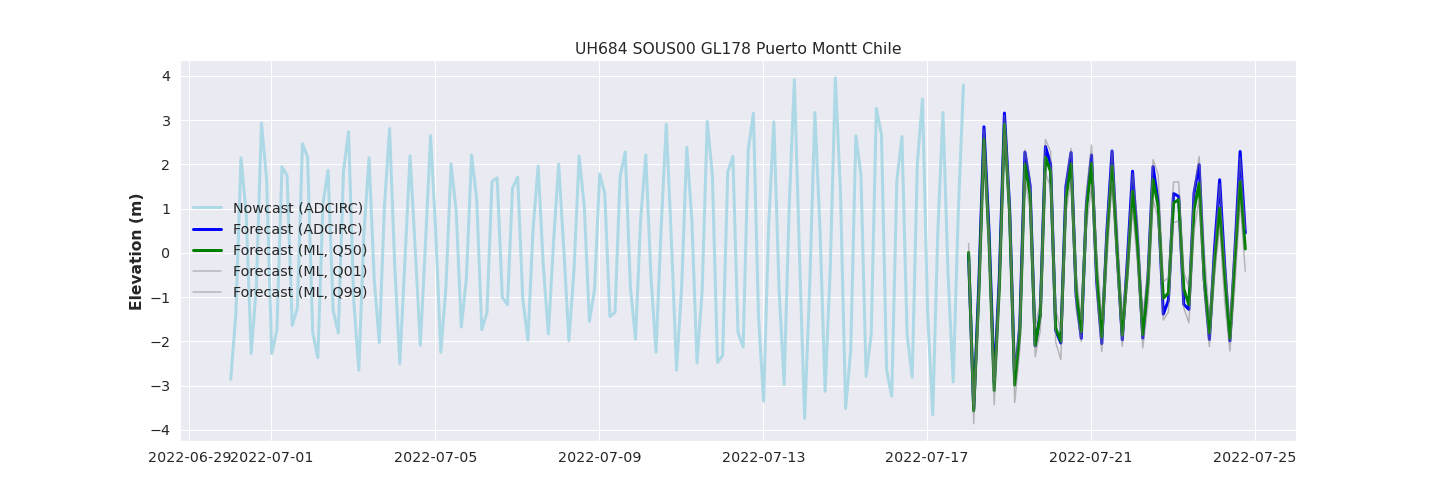 UH684 SOUS00 GL178 Puerto Montt Chile
4
3
2
1
0
−1
−2
−3
−4
Elevation (m)
Nowcast (ADCIRC)
Forecast (ADCIRC)
Forecast (ML, Q50)
Forecast (ML, Q01)
Forecast (ML, Q99)
2022-06-29 2022-07-01 2022-07-05 2022-07-09 2022-07-13 2022-07-17 2022-07-21 2022-07-25